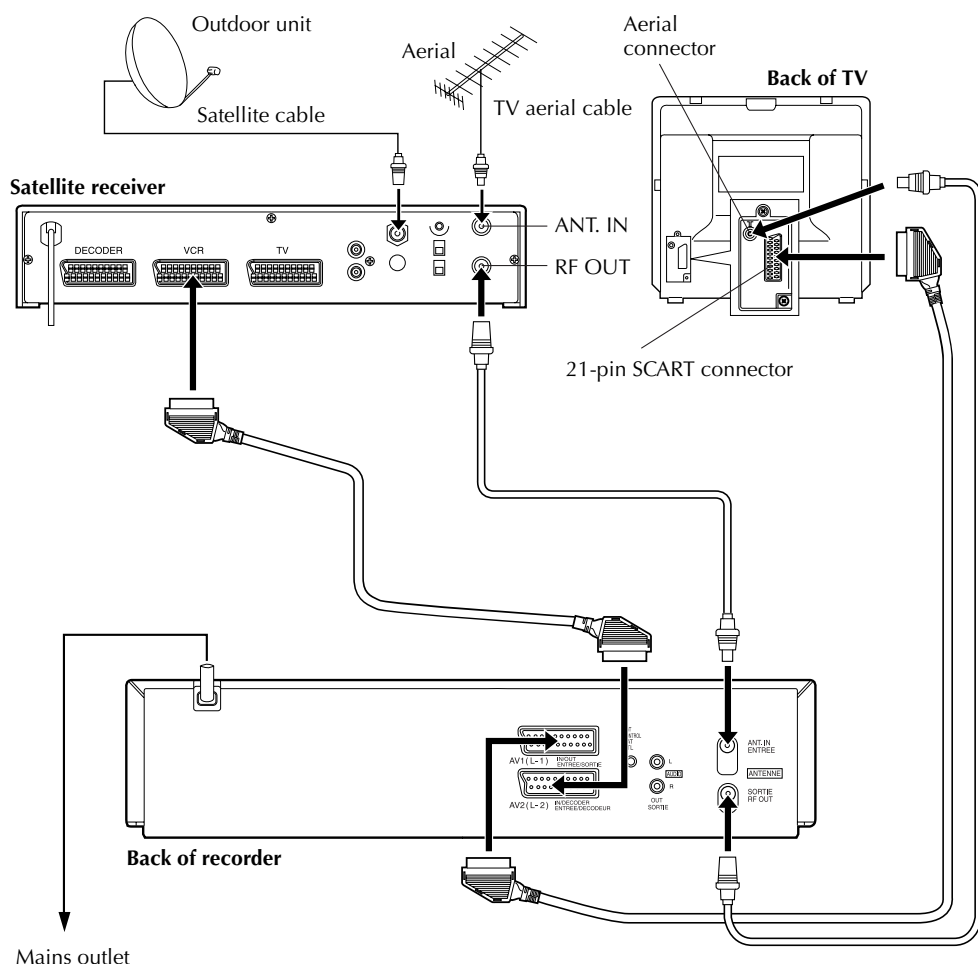 Outdoor unit
Aerial
Aerial
connector
Back of TV
Satellite cable
TV aerial cable
Satellite receiver
ANT. IN
DECODER
VCR
TV
RF OUT
21-pin SCART connector
AV1 (L-1)
IN/OUT
ENTREE/SORTIE
AV2 (L-2)
IN/DECODER
ENTREE/DECODEUR
L
AUDIO
R
OUT
SORTIE
ANT. IN
ENTREE
ANTENNE
SORTIE
RF OUT
Back of recorder
Mains outlet